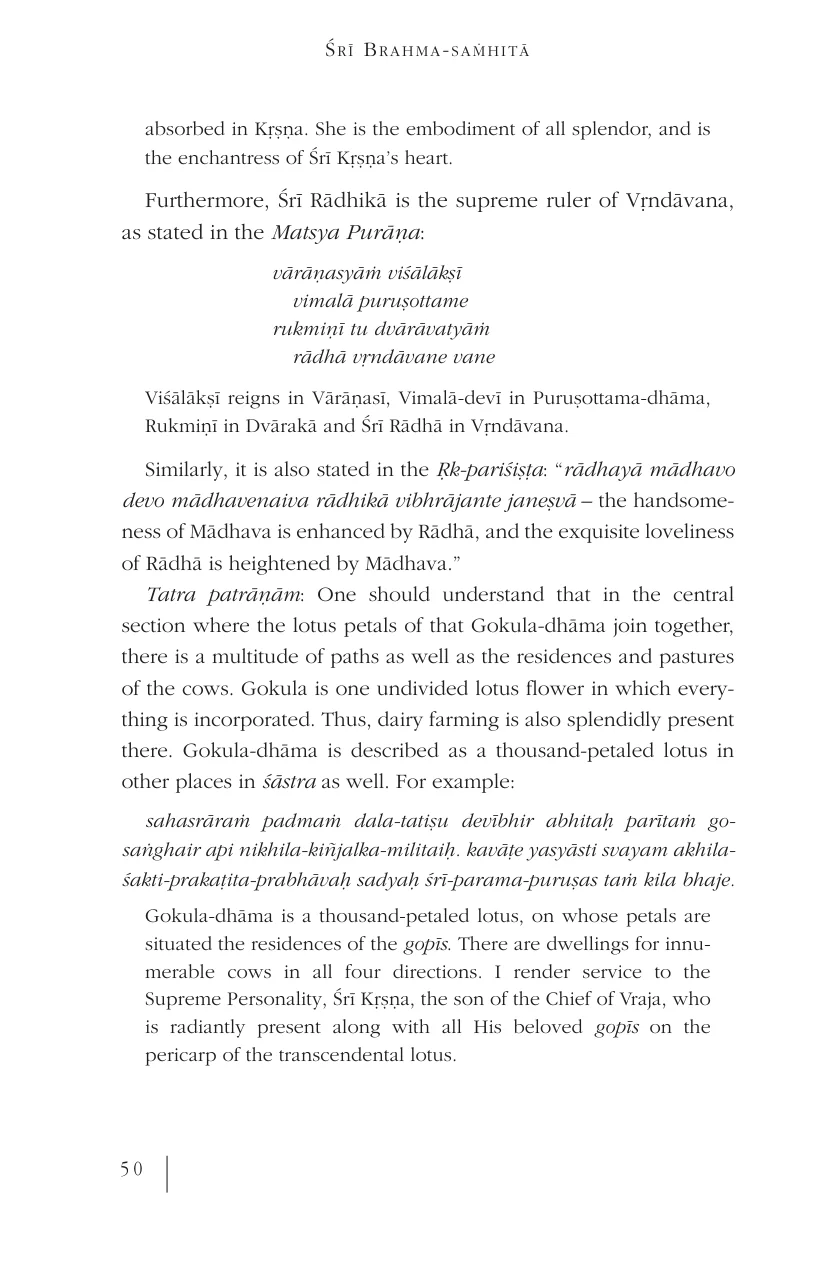 Śrī Brahma-saṁhitā
absorbed in Kṛṣṇa. She is the embodiment of all splendor, and is
the enchantress of Śrī Kṛṣṇa’s heart.
Furthermore, Śrī Rādhikā is the supreme ruler of Vṛndāvana,
as stated in the Matsya Purāṇa:
vārāṇasyāṁ viśālākṣī
vimalā puruṣottame
rukmiṇī tu dvārāvatyāṁ
rādhā vṛndāvane vane
Viśālākṣī reigns in Vārāṇasī, Vimalā-devī in Puruṣottama-dhāma,
Rukmiṇī in Dvārakā and Śrī Rādhā in Vṛndāvana.
Similarly, it is also stated in the Ṛk-pariśiṣṭa: “rādhayā mādhavo
devo mādhavenaiva rādhikā vibhrājante janeṣvā – the handsome-
ness of Mādhava is enhanced by Rādhā, and the exquisite loveliness
of Rādhā is heightened by Mādhava.”
Tatra patrāṇām: One should understand that in the central
section where the lotus petals of that Gokula-dhāma join together,
there is a multitude of paths as well as the residences and pastures
of the cows. Gokula is one undivided lotus flower in which every-
thing is incorporated. Thus, dairy farming is also splendidly present
there. Gokula-dhāma is described as a thousand-petaled lotus in
other places in śāstra as well. For example:
sahasrāraṁ padmaṁ dala-tatiṣu devībhir abhitaḥ parītaṁ go-
saṅghair api nikhila-kiñjalka-militaiḥ. kavāṭe yasyāsti svayam akhila-
śakti-prakaṭita-prabhāvaḥ sadyaḥ śrī-parama-puruṣas taṁ kila bhaje.
Gokula-dhāma is a thousand-petaled lotus, on whose petals are
situated the residences of the gopīs. There are dwellings for innu-
merable cows in all four directions. I render service to the
Supreme Personality, Śrī Kṛṣṇa, the son of the Chief of Vraja, who
is radiantly present along with all His beloved gopīs on the
pericarp of the transcendental lotus.
50